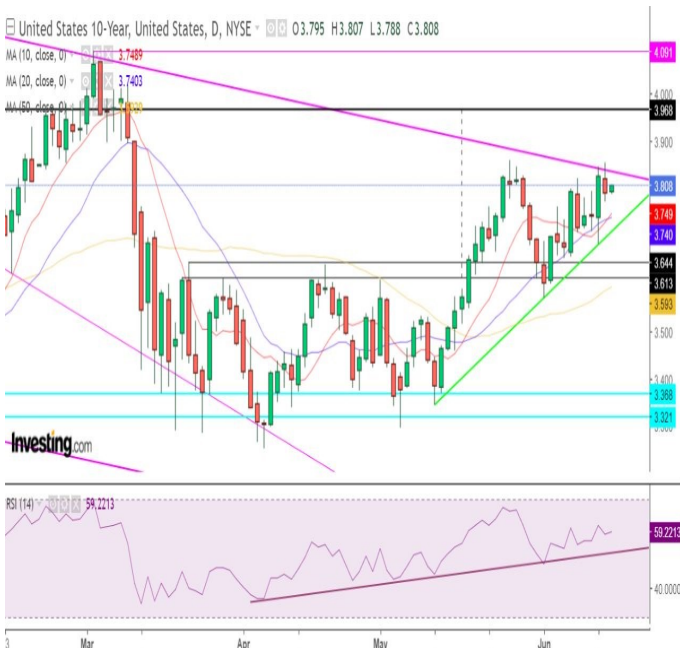 United States 10-Year, United States, D, NYSE O3.795 H3.807 L3.788 C3.808
MA (10, close, 0) 3.7489
MA (20, close, 0) 3.7403
MA (50, close, 0)
4.091
4.000
3.968
3.900
3.808
3.749
3.740
3.644
3.613
3.593
3.500
3.400
3.368
3.321
Investing.com
RSI (14) 59.2213
59.2213
40.0000
3 Mar Apr May Jun